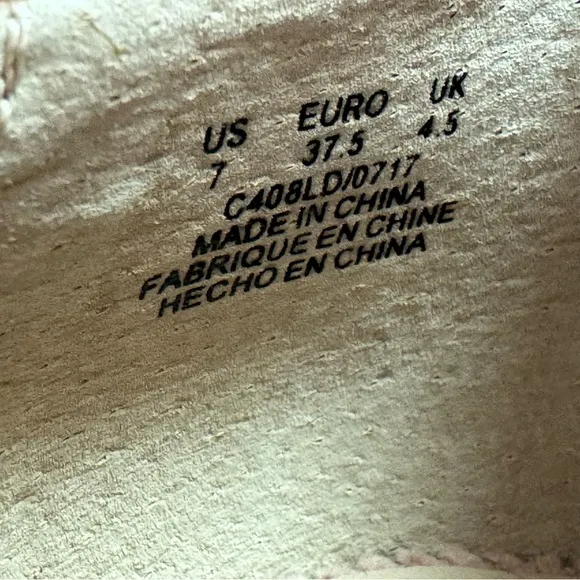 US EURO UK
7 37.5 4.5
C408LD/0717
MADE IN CHINA
FABRIQUE EN CHINE
HECHO EN CHINA